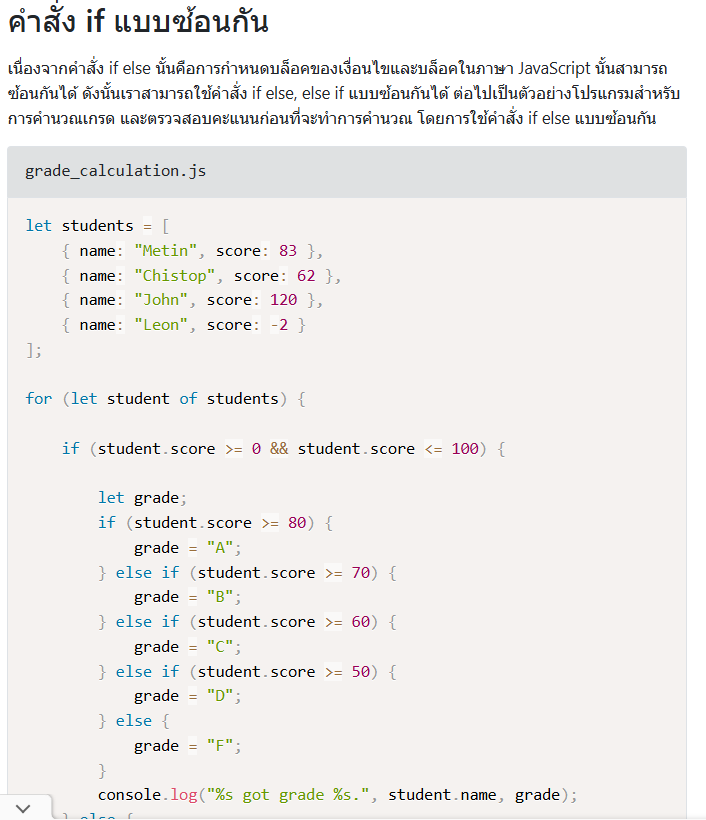 คำสั่ง if แบบซ้อนกัน
เนื่องจากคำสั่ง if else นั้นคือการกำหนดบล็อคของเงื่อนไขและบล็อคในภาษา JavaScript นั้นสามารถ
ซ้อนกันได้ ดังนั้นเราสามารถใช้คำสั่ง if else, else if แบบซ้อนกันได้ ต่อไปเป็นตัวอย่างโปรแกรมสำหรับ
การคำนวณเกรด และตรวจสอบคะแนนก่อนที่จะทำการคำนวณ โดยการใช้คำสั่ง if else แบบซ้อนกัน
grade_calculation.js
let students = [
    { name: "Metin", score: 83 },
    { name: "Chistop", score: 62 },
    { name: "John", score: 120 },
    { name: "Leon", score: -2 }
];
for (let student of students) {
    if (student.score >= 0 && student.score <= 100) {
        let grade;
        if (student.score >= 80) {
            grade = "A";
        } else if (student.score >= 70) {
            grade = "B";
        } else if (student.score >= 60) {
            grade = "C";
        } else if (student.score >= 50) {
            grade = "D";
        } else {
            grade = "F";
        }
        console.log("%s got grade %s.", student.name, grade);
    } else {